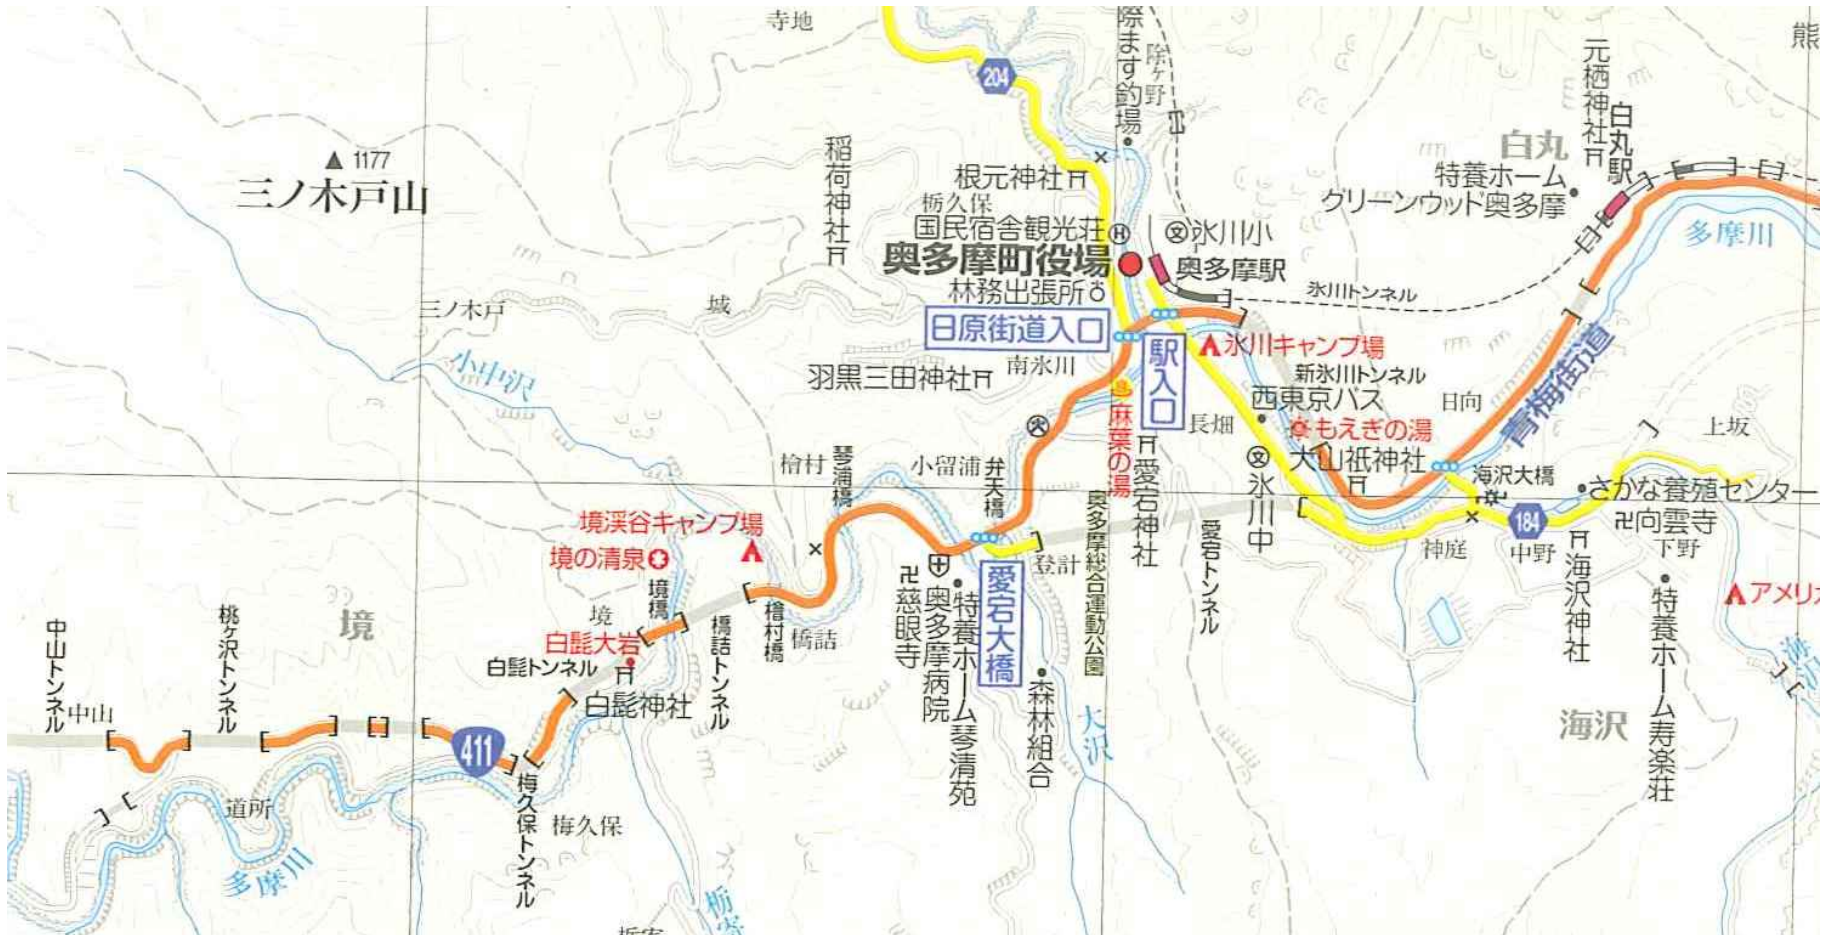 寺地
204
際ます釣場
除ヶ野
熊
元栖神社
白丸駅
白丸
特養ホーム
グリーンウッド奥多摩
多摩川
1177
三ノ木戸山
稲荷神社
根元神社
栃久保
国民宿舎観光荘
氷川小
奥多摩町役場
奥多摩駅
林務出張所
氷川トンネル
三ノ木戸
城
日原街道入口
駅入口
氷川キャンプ場
小中沢
南氷川
羽黒三田神社
新氷川トンネル
西東京バス
日向
青梅街道
麻葉の湯
長畑
もえぎの湯
上坂
大山祇神社
檜村
琴浦橋
小留浦
弁天橋
愛宕神社
氷川中
海沢大橋
さかな養殖センター
向雲寺
184
境渓谷キャンプ場
境の清泉
奥多摩総合運動公園
愛宕トンネル
神庭
中野
下野
海沢神社
登計
愛宕大橋
境橋
境
橋詰トンネル
檜村橋
橋詰
慈眼寺
奥多摩病院
特養ホーム琴清苑
森林組合
特養ホーム寿楽荘
アメリカ
海沢
境
白髭大岩
白髭トンネル
白髭神社
中山トンネル
中山
桃ヶ沢トンネル
411
大沢
海沢
道所
梅久保トンネル
梅久保
多摩川
栃寄
栃寄